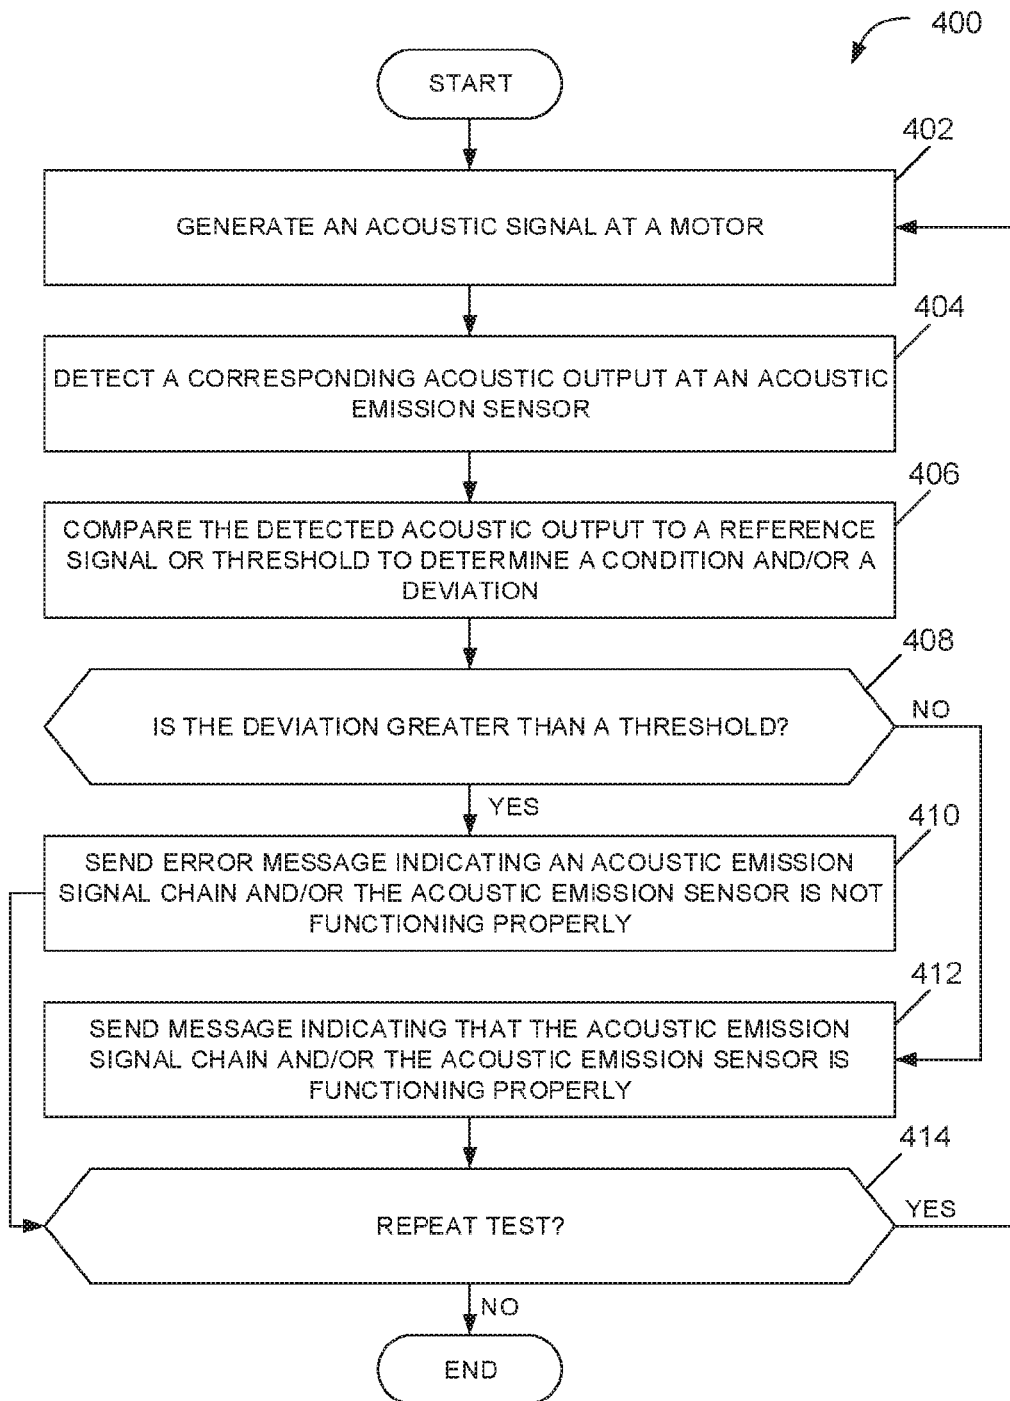 400
START
402
GENERATE AN ACOUSTIC SIGNAL AT A MOTOR
404
DETECT A CORRESPONDING ACOUSTIC OUTPUT AT AN ACOUSTIC
EMISSION SENSOR
406
COMPARE THE DETECTED ACOUSTIC OUTPUT TO A REFERENCE
SIGNAL OR THRESHOLD TO DETERMINE A CONDITION AND/OR A
DEVIATION
408
IS THE DEVIATION GREATER THAN A THRESHOLD?
NO
YES
410
SEND ERROR MESSAGE INDICATING AN ACOUSTIC EMISSION
SIGNAL CHAIN AND/OR THE ACOUSTIC EMISSION SENSOR IS NOT
FUNCTIONING PROPERLY
412
SEND MESSAGE INDICATING THAT THE ACOUSTIC EMISSION
SIGNAL CHAIN AND/OR THE ACOUSTIC EMISSION SENSOR IS
FUNCTIONING PROPERLY
414
REPEAT TEST?
YES
NO
END